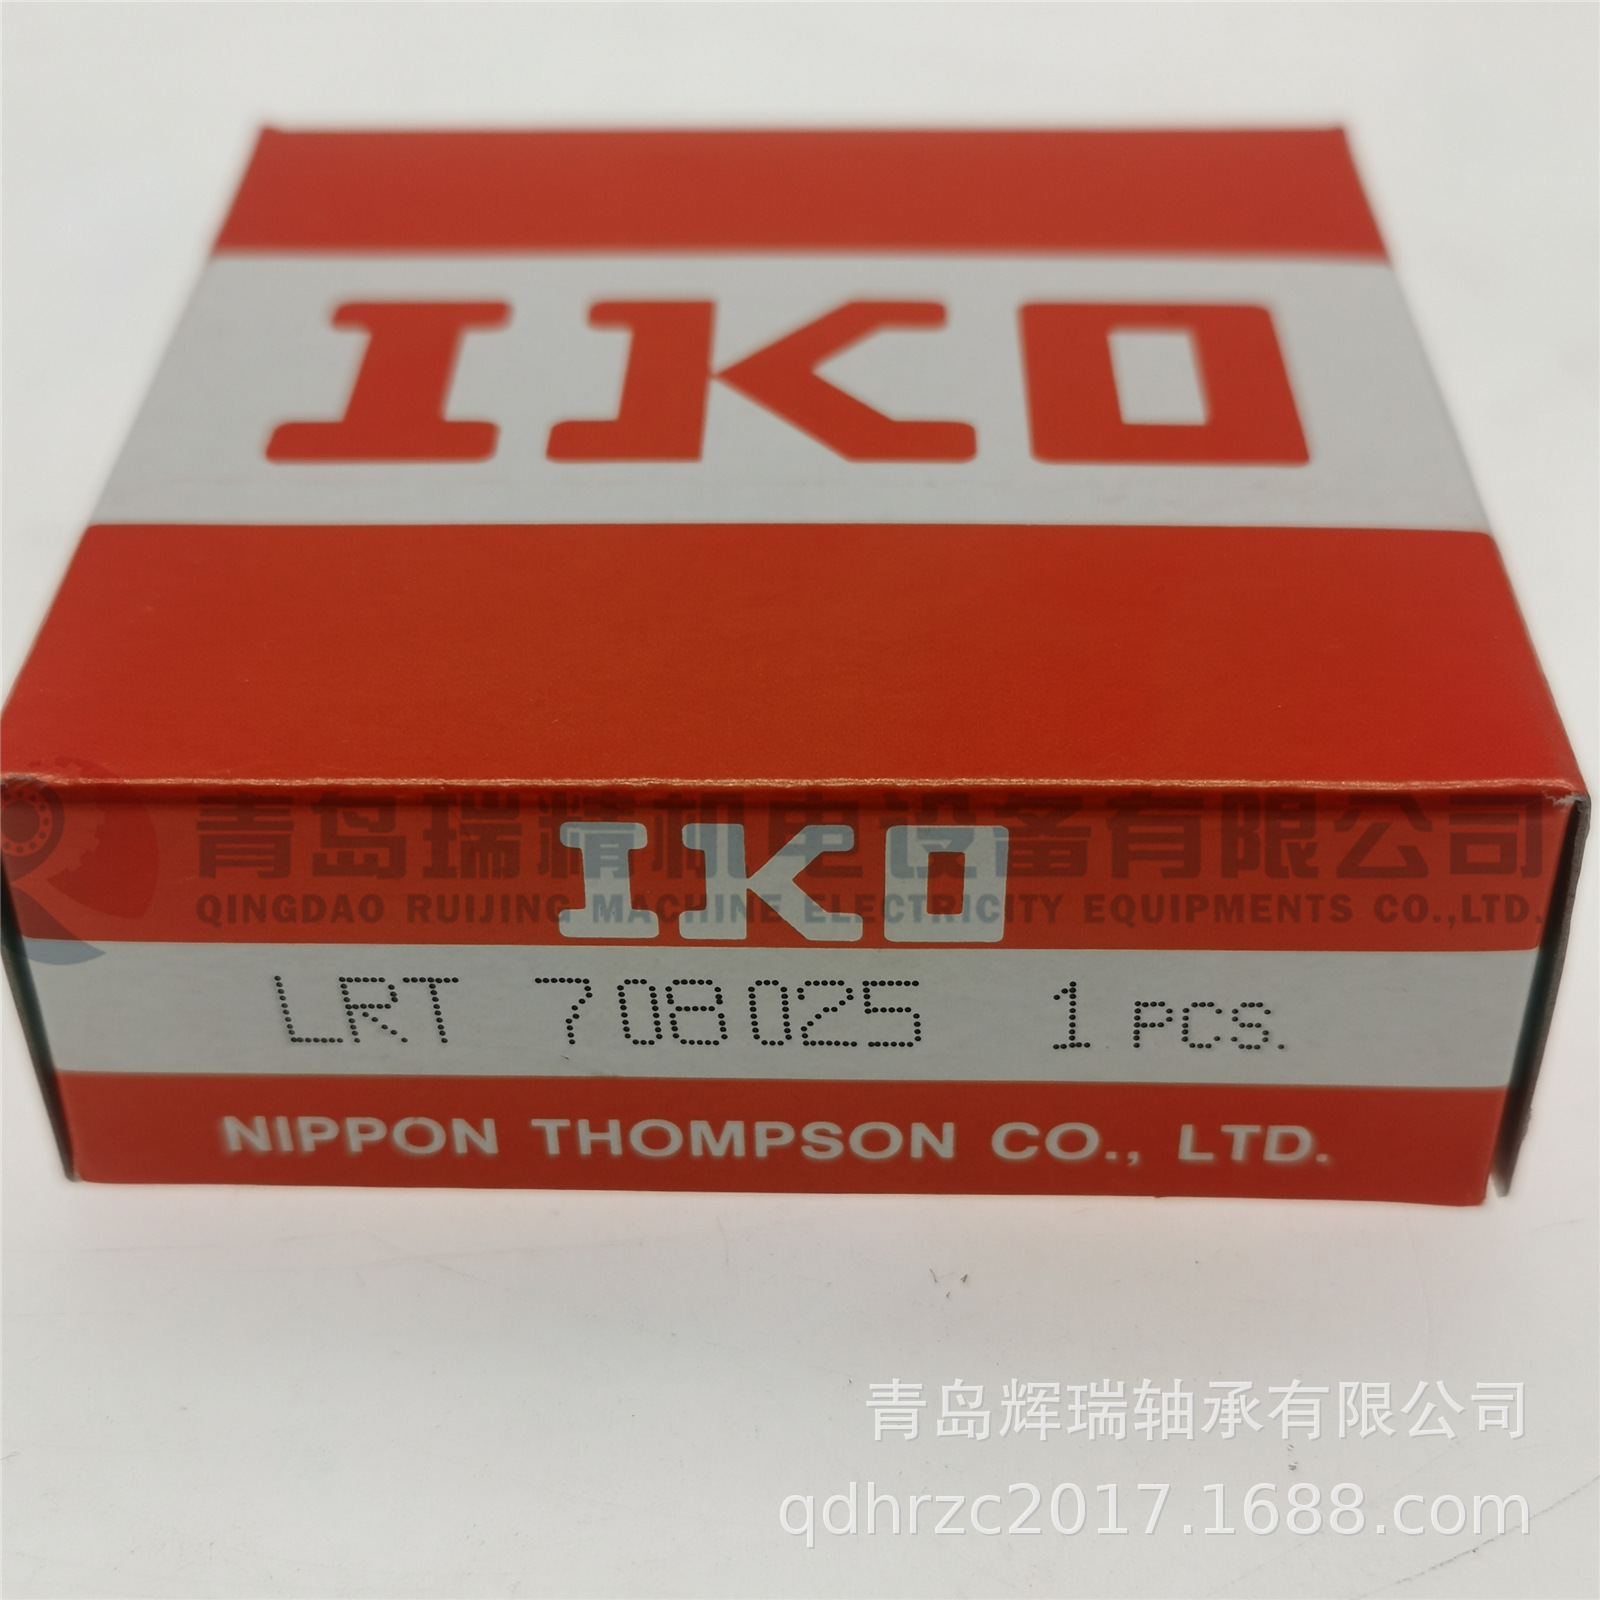 IKO
青岛瑞精机电设备有限公司
IKO
QINGDAO RUIJING MACHINE ELECTRICITY EQUIPMENTS CO.,LTD.
LRT 708025 1 PCS.
NIPPON THOMPSON CO., LTD.
青岛辉瑞轴承有限公司
qdhrzc2017.1688.com